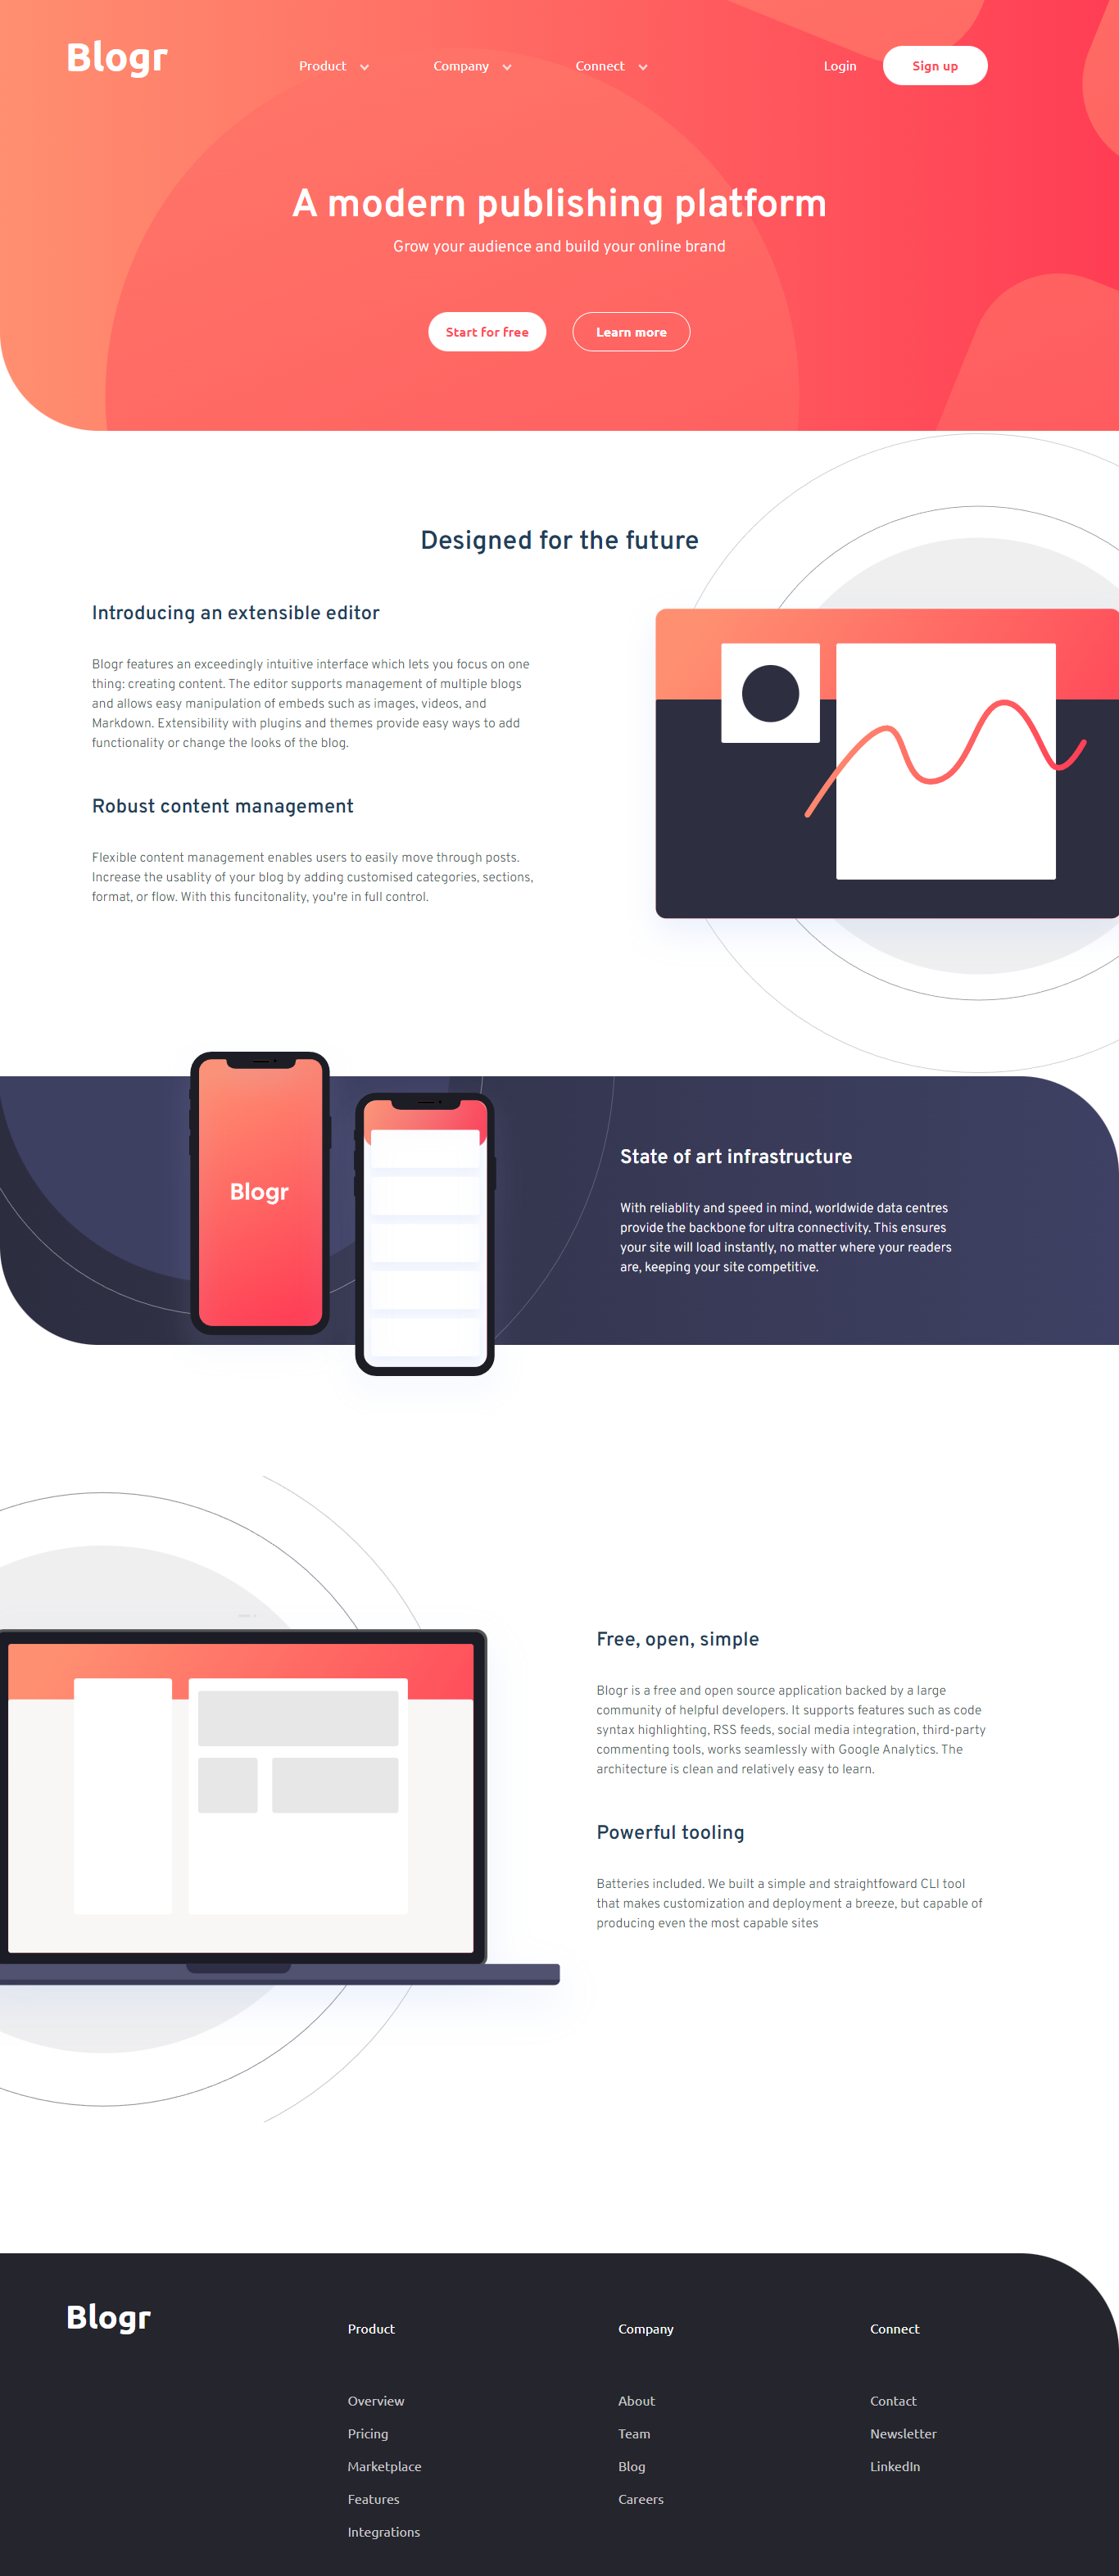 Blogr
Product
Company
Connect
Login
Sign up
A modern publishing platform
Grow your audience and build your online brand
Start for free
Learn more
Designed for the future
Introducing an extensible editor
Blogr features an exceedingly intuitive interface which lets you focus on one
thing: creating content. The editor supports management of multiple blogs
and allows easy manipulation of embeds such as images, videos, and
Markdown. Extensibility with plugins and themes provide easy ways to add
functionality or change the looks of the blog.
Robust content management
Flexible content management enables users to easily move through posts.
Increase the usablity of your blog by adding customised categories, sections,
format, or flow. With this funcitonality, you're in full control.
Blogr
State of art infrastructure
With reliablity and speed in mind, worldwide data centres
provide the backbone for ultra connectivity. This ensures
your site will load instantly, no matter where your readers
are, keeping your site competitive.
Free, open, simple
Blogr is a free and open source application backed by a large
community of helpful developers. It supports features such as code
syntax highlighting, RSS feeds, social media integration, third-party
commenting tools, works seamlessly with Google Analytics. The
architecture is clean and relatively easy to learn.
Powerful tooling
Batteries included. We built a simple and straightfoward CLI tool
that makes customization and deployment a breeze, but capable of
producing even the most capable sites
Blogr
Product
Overview
Pricing
Marketplace
Features
Integrations
Company
About
Team
Blog
Careers
Connect
Contact
Newsletter
LinkedIn